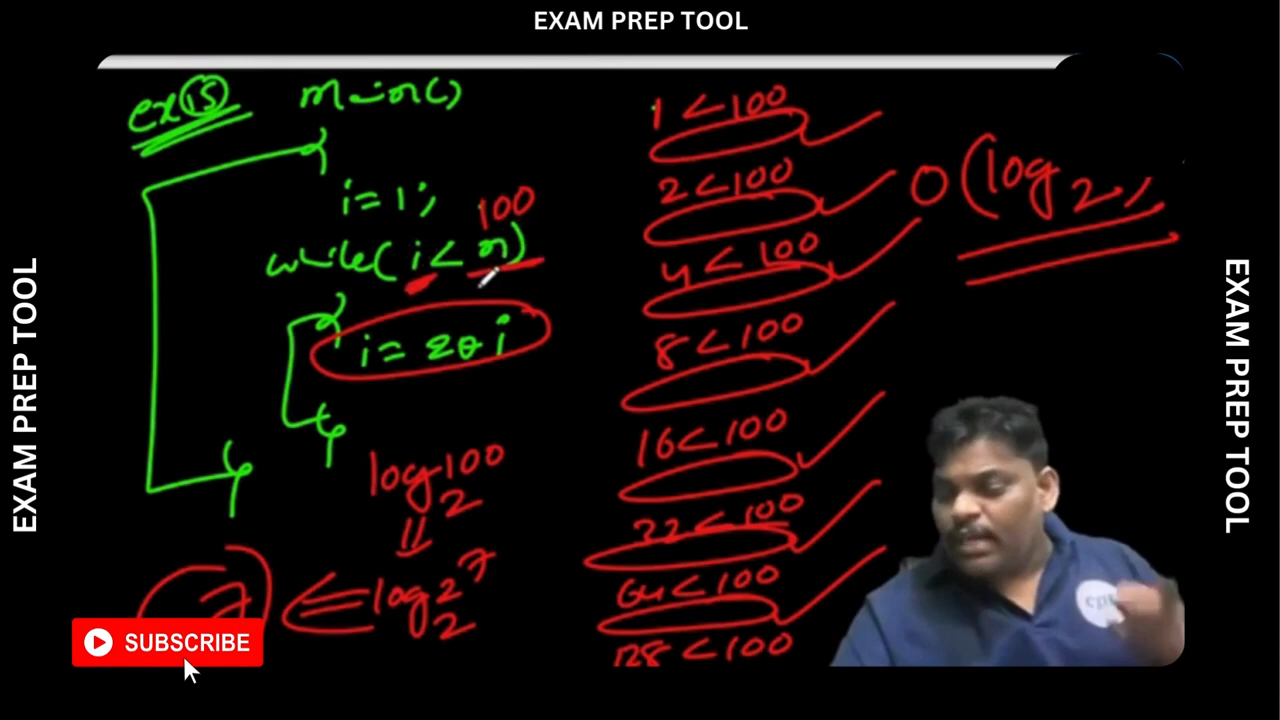 EXAM PREP TOOL
EXAM PREP TOOL
EXAM PREP TOOL
ex 15 main()
{
i = 1;
100
while( i < n)
{
i = 2 * i
}
}
log 100
2
||
7 <= log 2^7
2
1 < 100
2 < 100
4 < 100
8 < 100
16 < 100
32 < 100
64 < 100
128 < 100
O(log 2
SUBSCRIBE